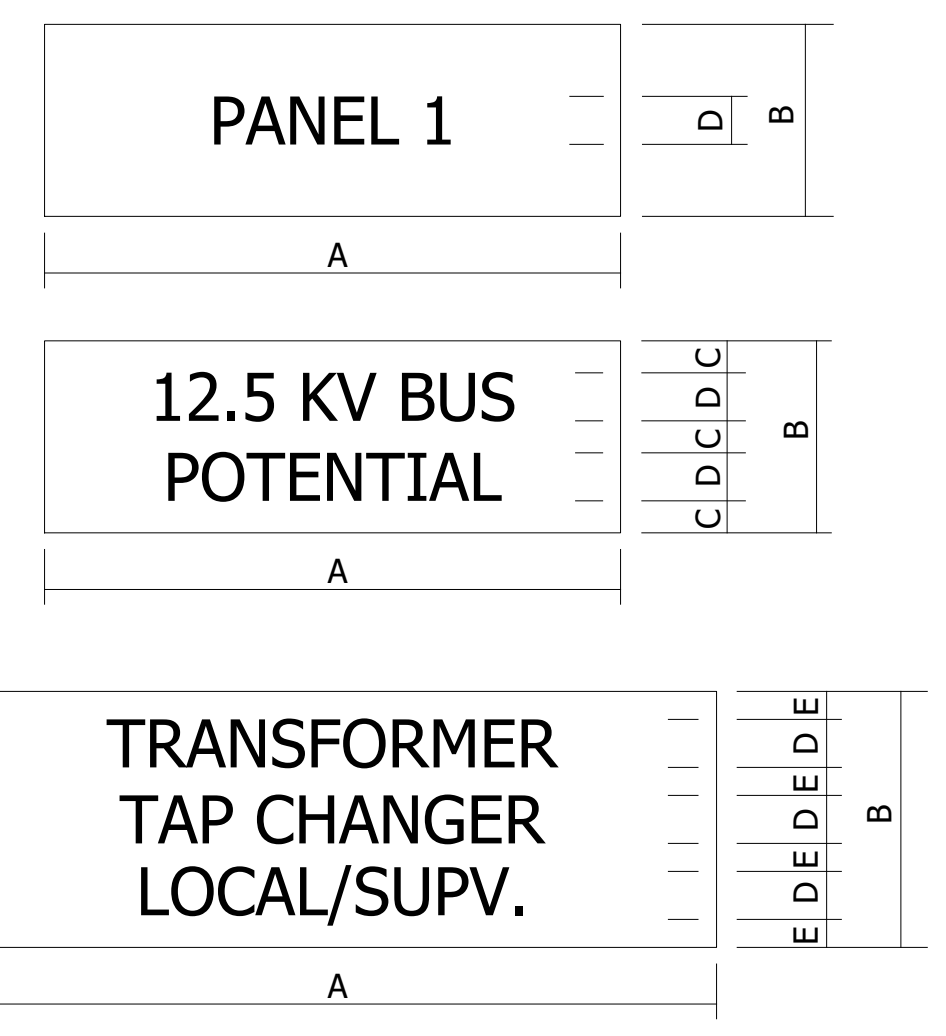 PANEL 1
D
B
A
12.5 KV BUS
POTENTIAL
C
D
C
D
C
B
A
TRANSFORMER
TAP CHANGER
LOCAL/SUPV.
E
D
E
D
E
D
E
B
A